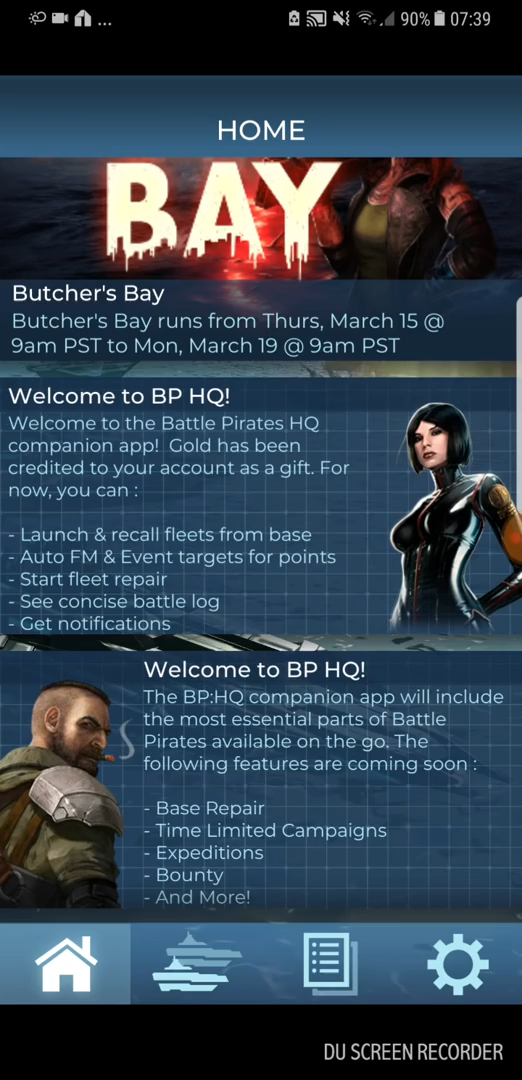 90% 07:39
HOME
BAY
Butcher's Bay
Butcher's Bay runs from Thurs, March 15 @
9am PST to Mon, March 19 @ 9am PST
Welcome to BP HQ!
Welcome to the Battle Pirates HQ
companion app!  Gold has been
credited to your account as a gift. For
now, you can :
- Launch & recall fleets from base
- Auto FM & Event targets for points
- Start fleet repair
- See concise battle log
- Get notifications
Welcome to BP HQ!
The BP:HQ companion app will include
the most essential parts of Battle
Pirates available on the go. The
following features are coming soon :
- Base Repair
- Time Limited Campaigns
- Expeditions
- Bounty
- And More!
DU SCREEN RECORDER